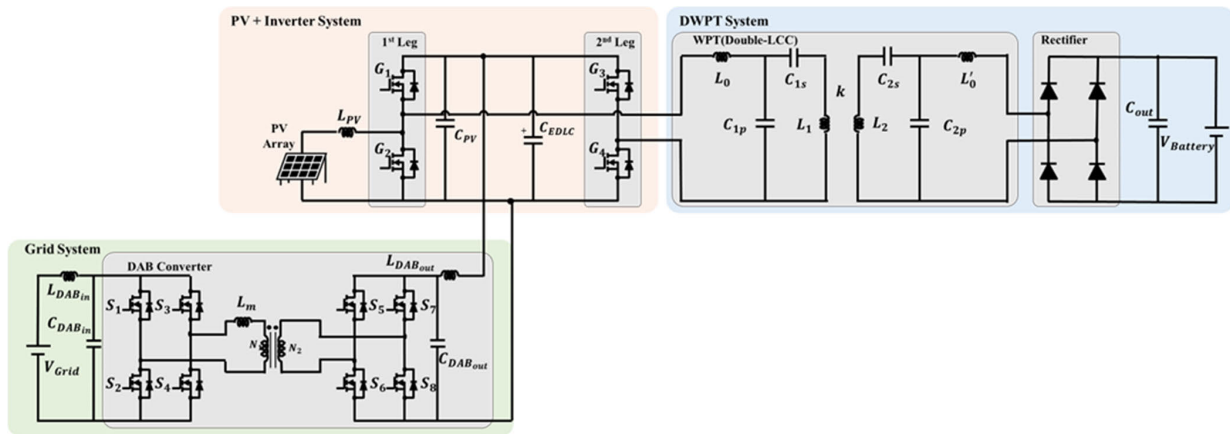 PV + Inverter System
DWPT System
1st Leg
2nd Leg
WPT(Double-LCC)
Rectifier
G1
G3
L0
C1s
C2s
L0′
k
LPV
PV
Array
CPV
+
CEDLC
C1p
L1
L2
C2p
Cout
VBattery
G2
G4
Grid System
DAB Converter
LDABout
LDABin
S1
S3
Lm
S5
S7
CDABin
N
N2
CDABout
VGrid
S2
S4
S6
S8